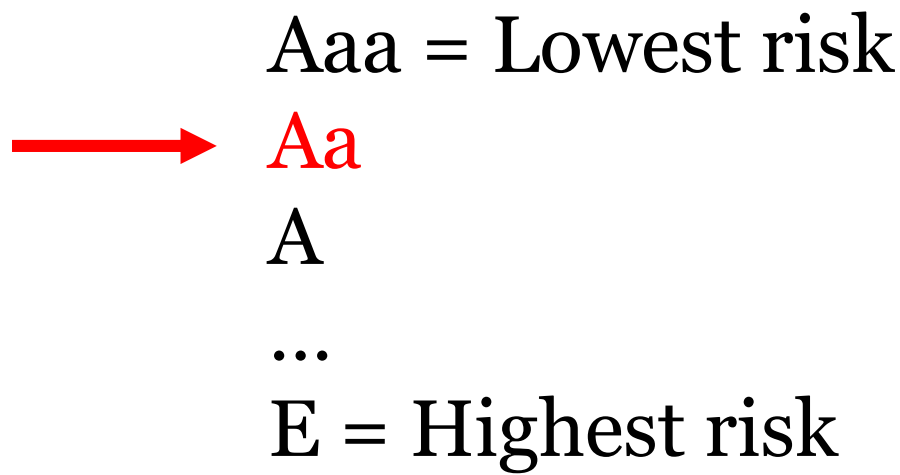 Aaa = Lowest risk
Aa
A
...
E = Highest risk